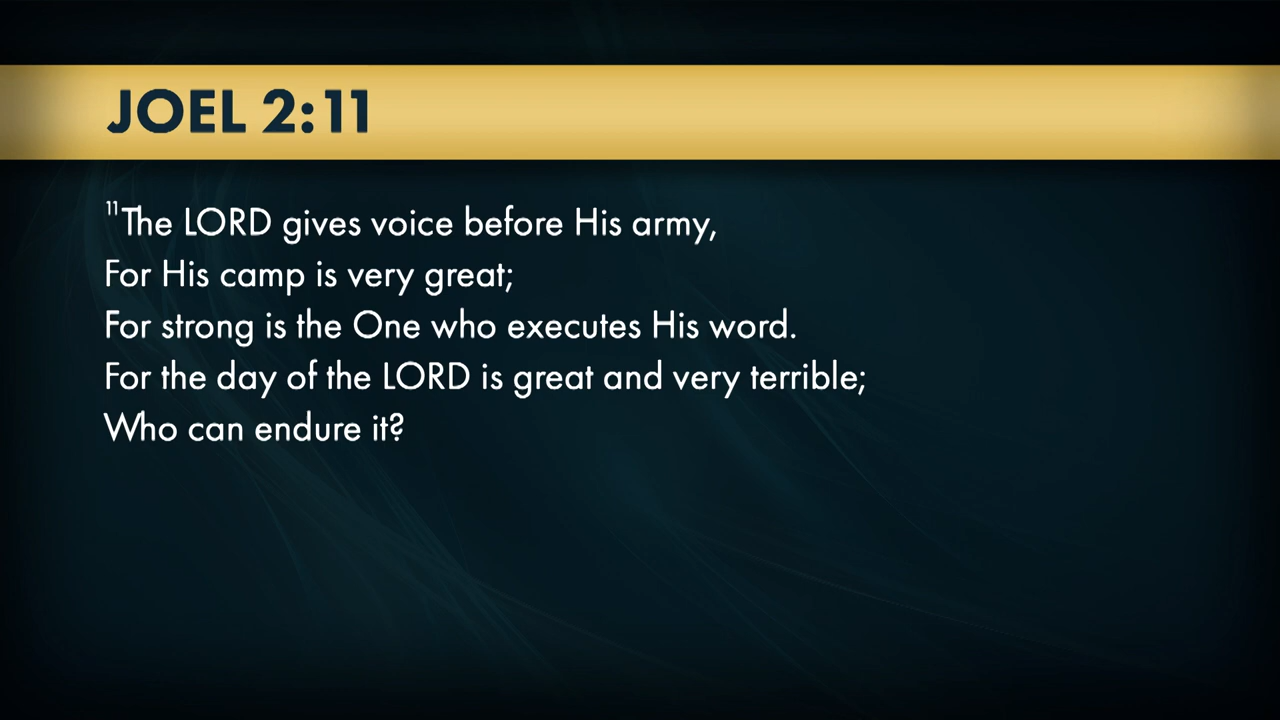 JOEL 2:11
11The LORD gives voice before His army,
For His camp is very great;
For strong is the One who executes His word.
For the day of the LORD is great and very terrible;
Who can endure it?